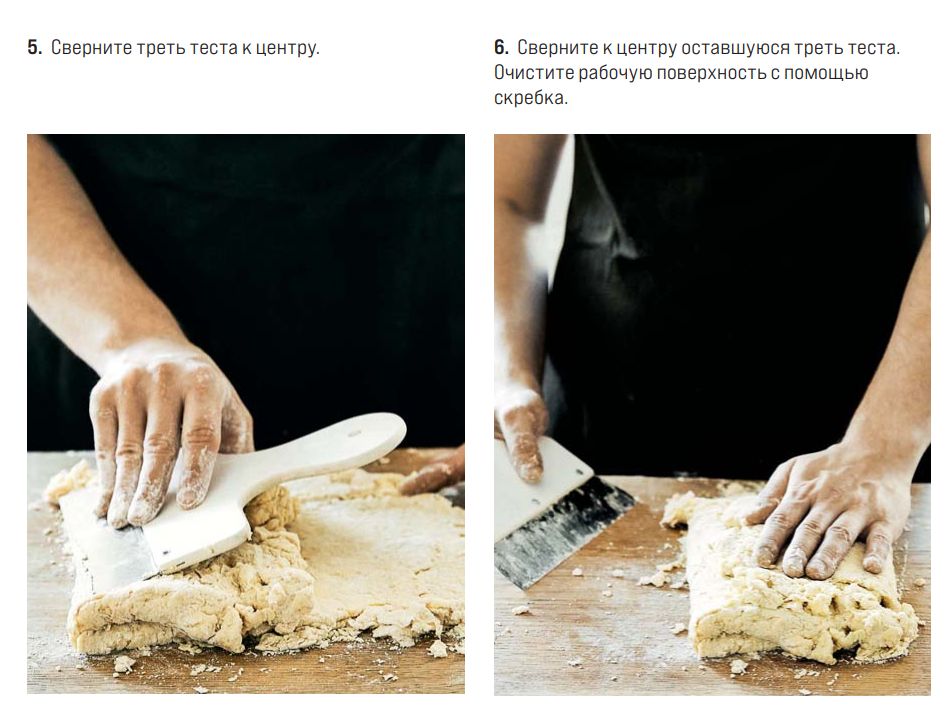 5. Сверните треть теста к центру.
6. Сверните к центру оставшуюся треть теста.
Очистите рабочую поверхность с помощью
скребка.